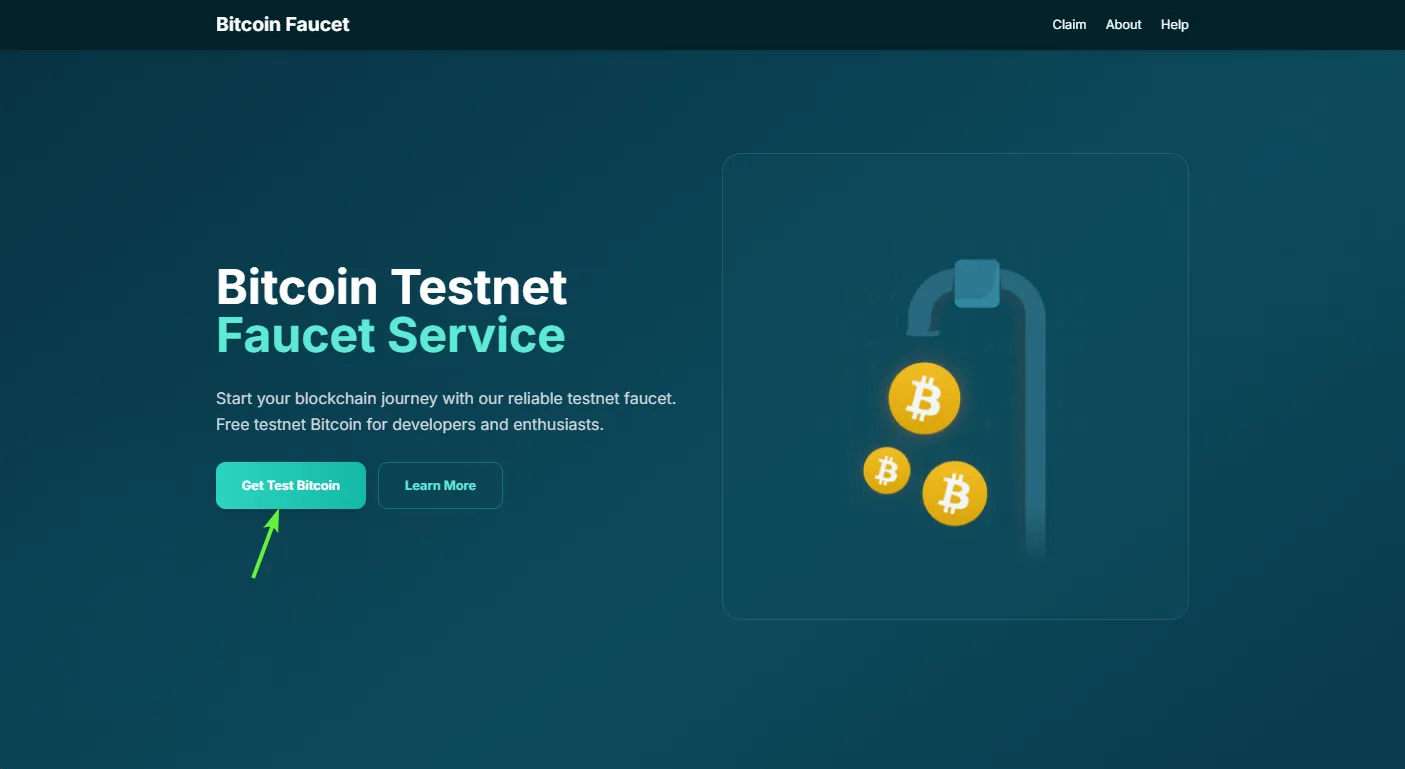 Bitcoin Faucet
Claim About Help
Bitcoin Testnet
Faucet Service
Start your blockchain journey with our reliable testnet faucet.
Free testnet Bitcoin for developers and enthusiasts.
Get Test Bitcoin
Learn More